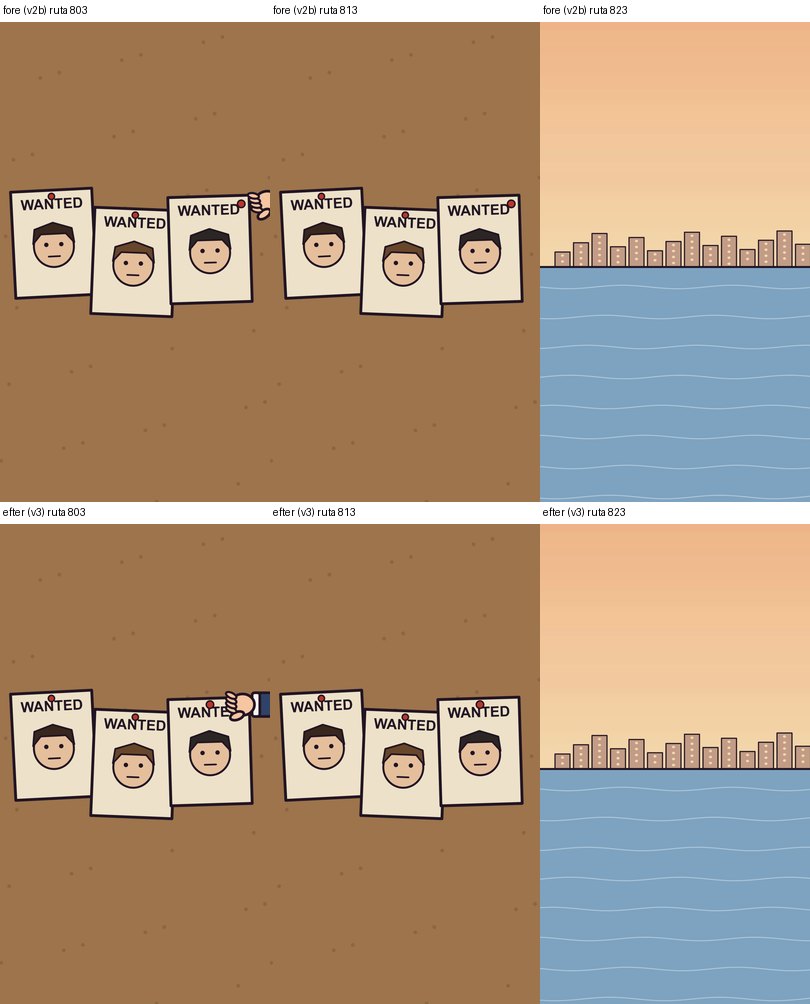 fore (v2b) ruta 803
fore (v2b) ruta 813
fore (v2b) ruta 823
WANTED
WANTED
WANTED
WANTED
WANTED
WANTED
efter (v3) ruta 803
efter (v3) ruta 813
efter (v3) ruta 823
WANTED
WANTED
WANTED
WANTED
WANTED